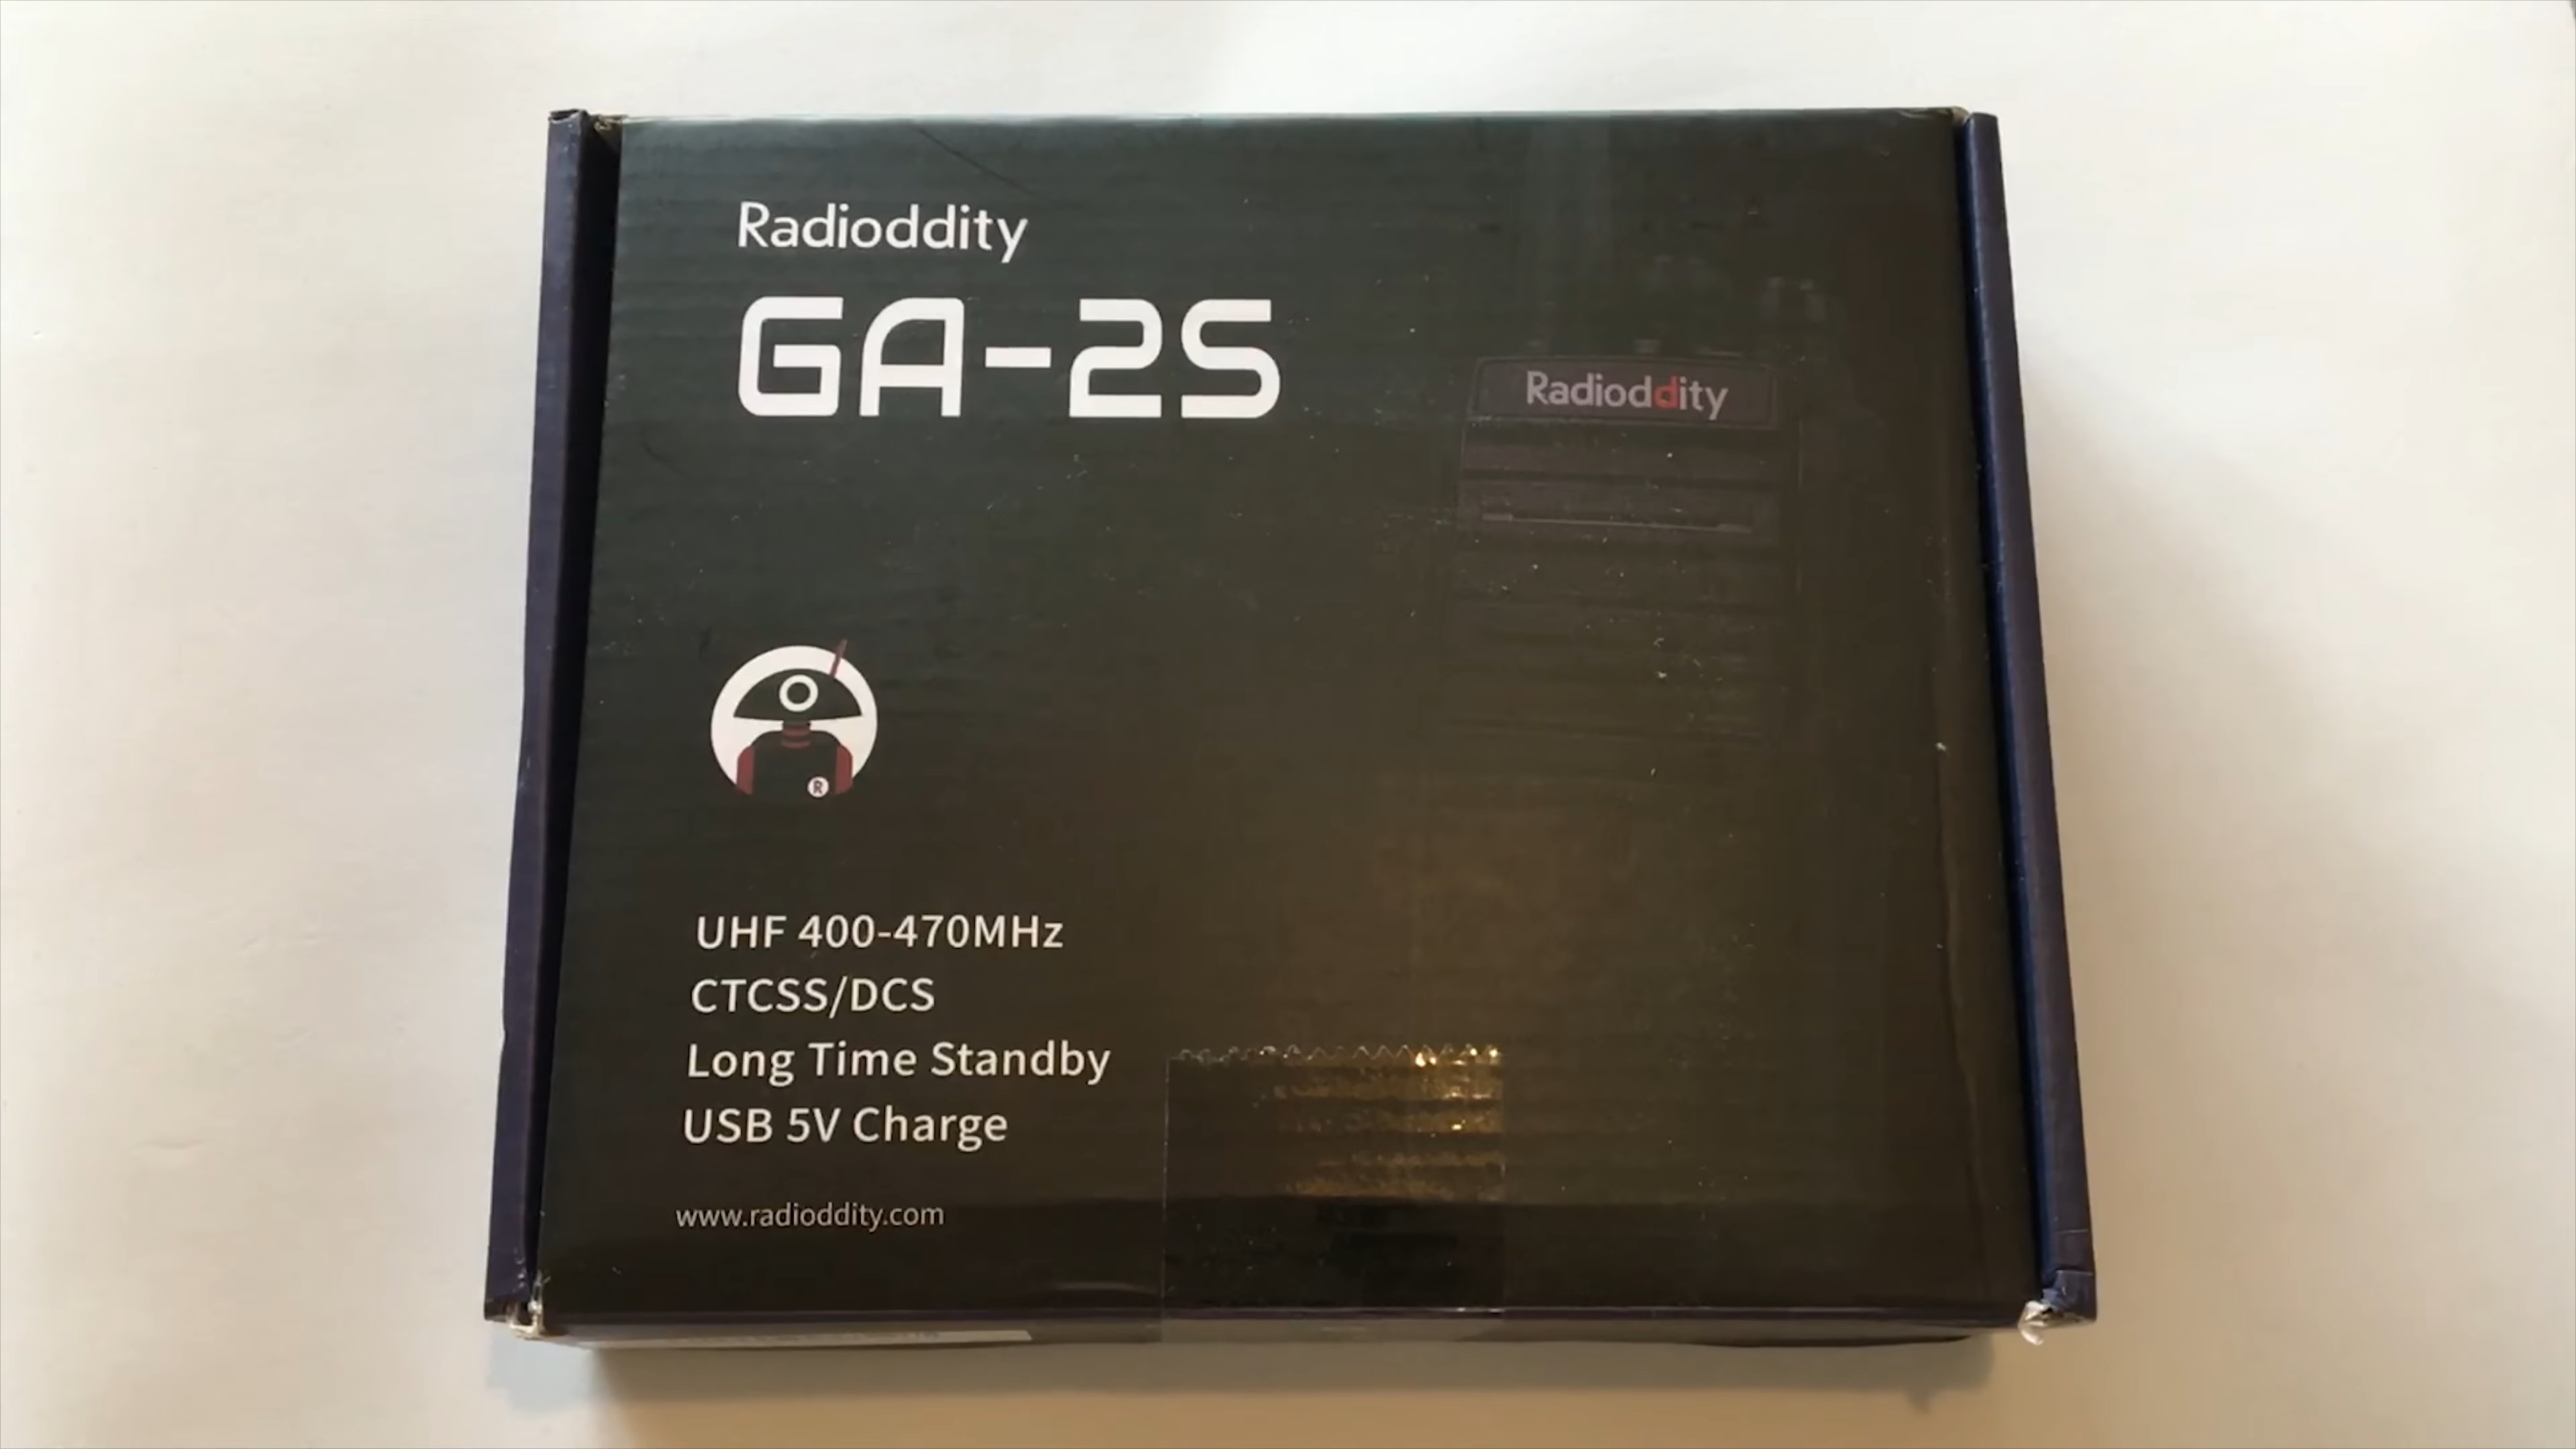 Radioddity
GA-2S
Radioddity
R
UHF 400-470MHz
CTCSS/DCS
Long Time Standby
USB 5V Charge
www.radioddity.com